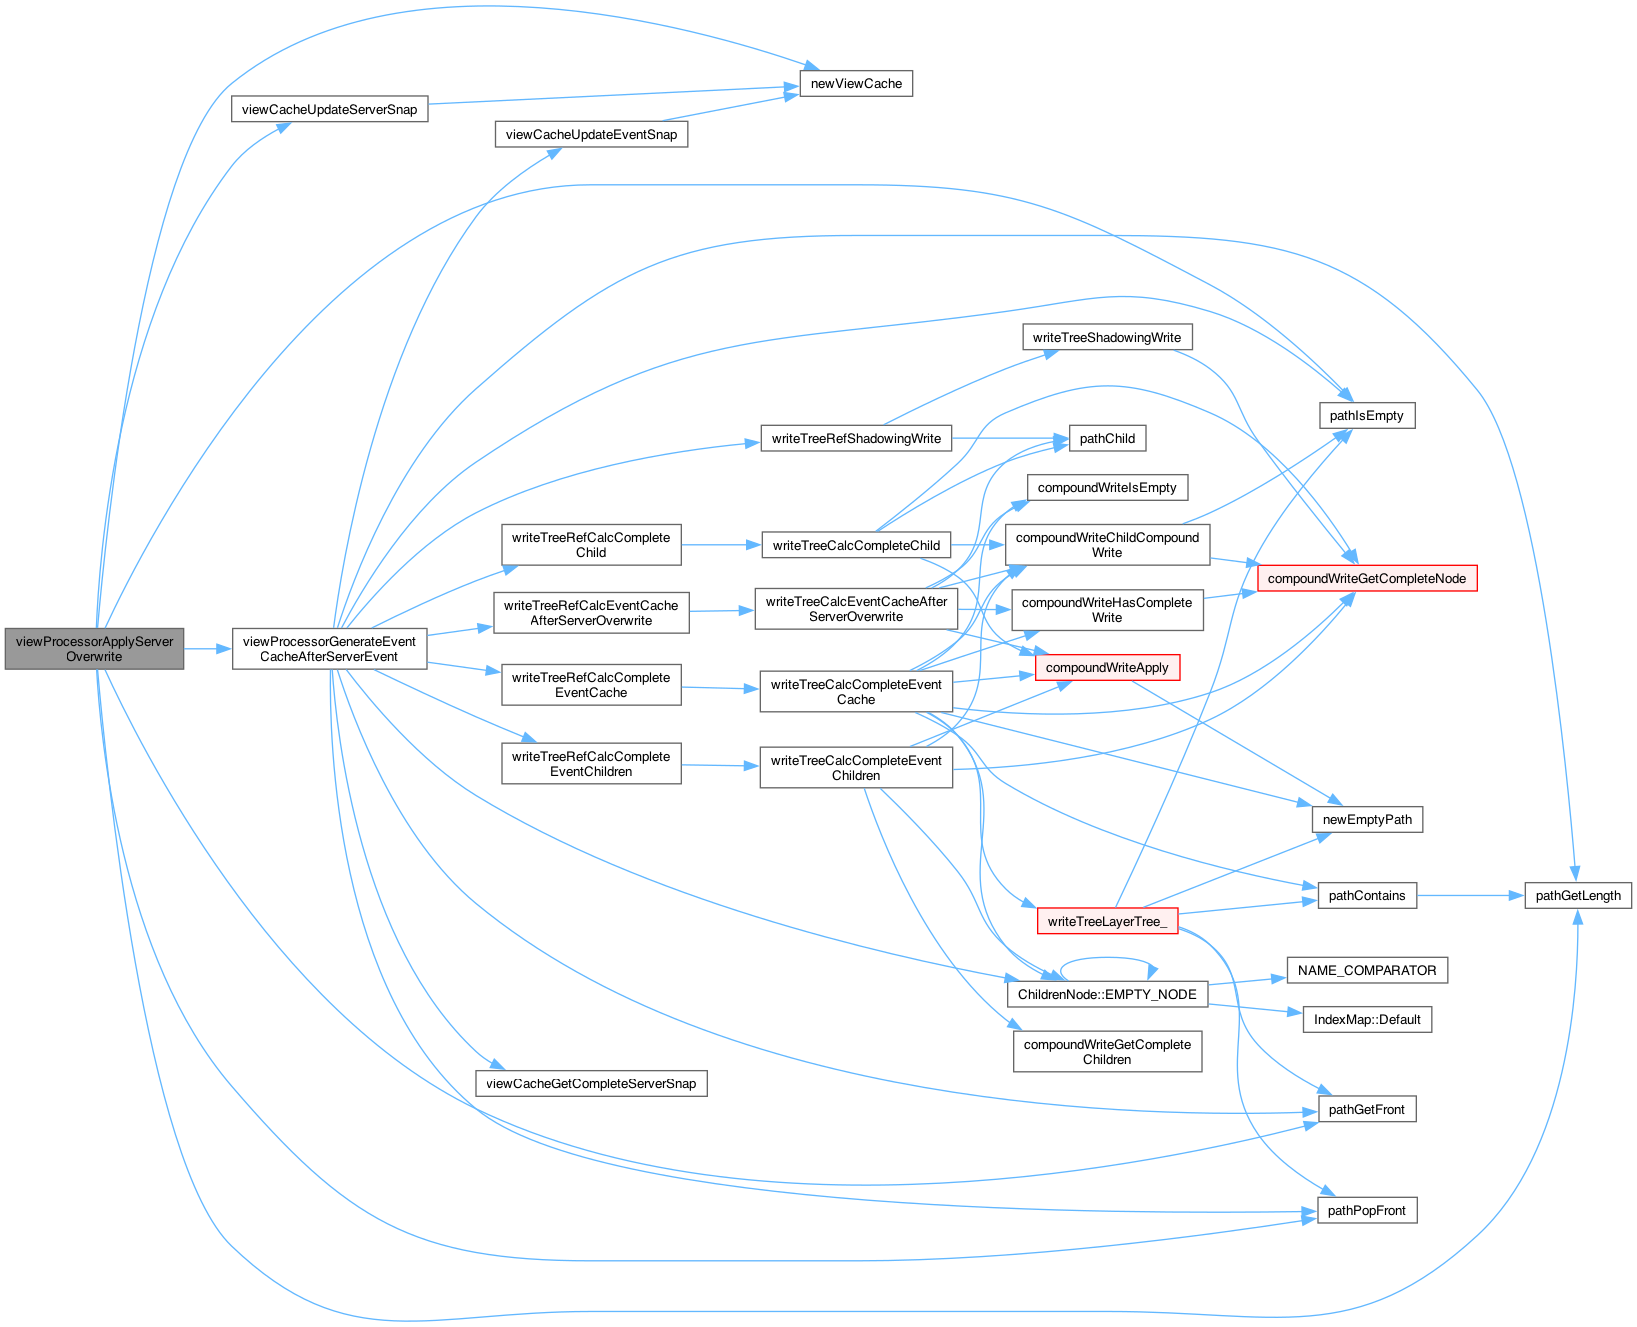 newViewCache
viewCacheUpdateServerSnap
viewCacheUpdateEventSnap
writeTreeShadowingWrite
pathIsEmpty
writeTreeRefShadowingWrite
pathChild
compoundWriteIsEmpty
writeTreeRefCalcComplete
Child
writeTreeCalcCompleteChild
compoundWriteChildCompound
Write
compoundWriteGetCompleteNode
writeTreeRefCalcEventCache
AfterServerOverwrite
writeTreeCalcEventCacheAfter
ServerOverwrite
compoundWriteHasComplete
Write
viewProcessorApplyServer
Overwrite
viewProcessorGenerateEvent
CacheAfterServerEvent
compoundWriteApply
writeTreeRefCalcComplete
EventCache
writeTreeCalcCompleteEvent
Cache
writeTreeRefCalcComplete
EventChildren
writeTreeCalcCompleteEvent
Children
newEmptyPath
pathContains
pathGetLength
writeTreeLayerTree_
NAME_COMPARATOR
ChildrenNode::EMPTY_NODE
IndexMap::Default
compoundWriteGetComplete
Children
viewCacheGetCompleteServerSnap
pathGetFront
pathPopFront